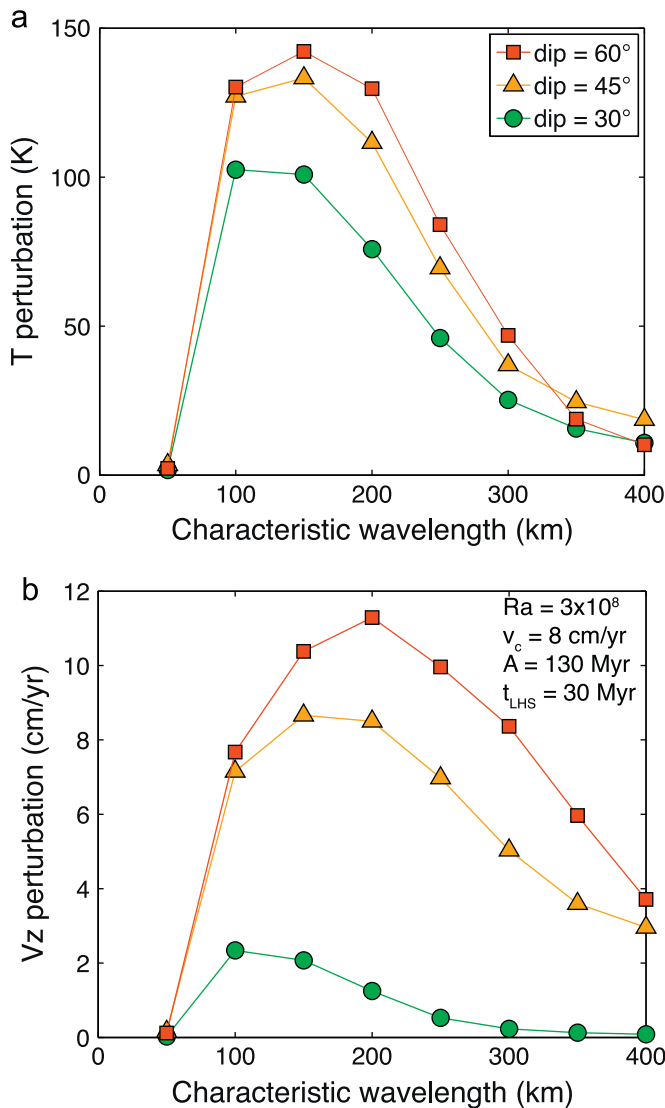 a
150
100
50
0
T perturbation (K)
dip = 60°
dip = 45°
dip = 30°
0 100 200 300 400
Characteristic wavelength (km)
b
12
10
8
6
4
2
0
Vz perturbation (cm/yr)
Ra = 3x10⁸
v_c = 8 cm/yr
A = 130 Myr
t_LHS = 30 Myr
0 100 200 300 400
Characteristic wavelength (km)